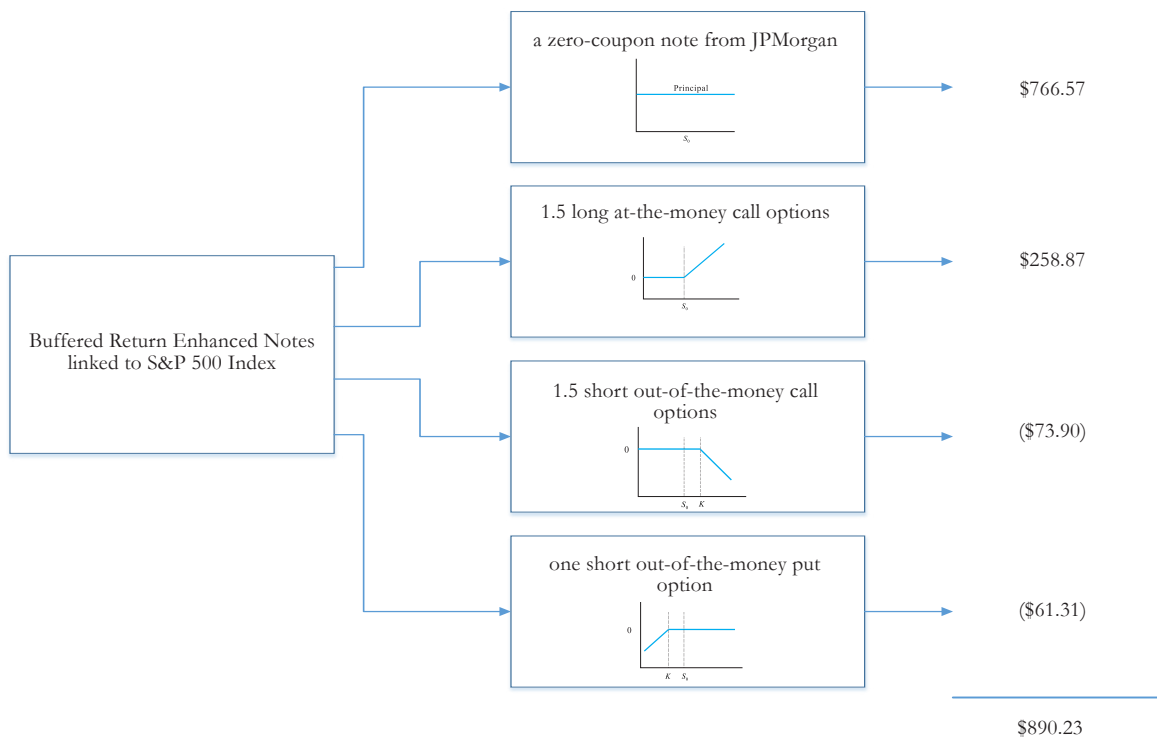 a zero-coupon note from JPMorgan
Principal
S₀
$766.57
1.5 long at-the-money call options
0
S₀
$258.87
Buffered Return Enhanced Notes
linked to S&P 500 Index
1.5 short out-of-the-money call
options
0
S₀ K
($73.90)
one short out-of-the-money put
option
0
K S₀
($61.31)
$890.23